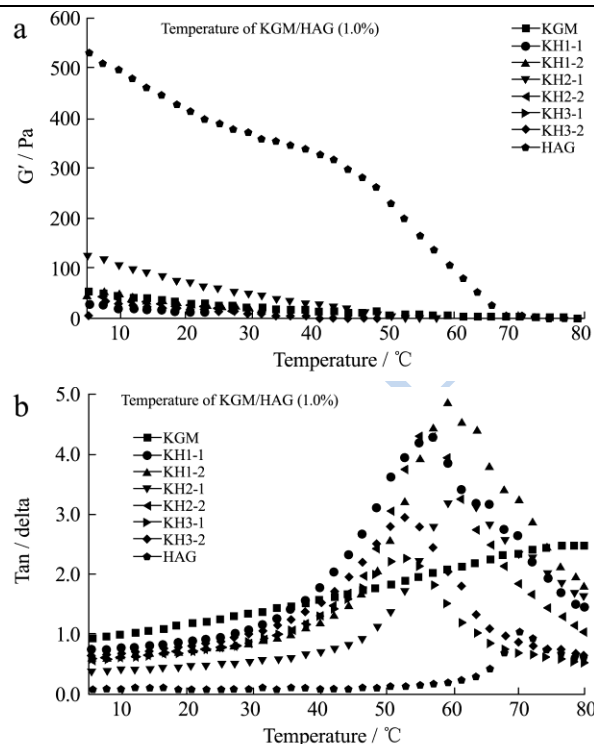 a
Temperature of KGM/HAG (1.0%)
KGM
KH1-1
KH1-2
KH2-1
KH2-2
KH3-1
KH3-2
HAG
600
500
400
300
200
100
0
G′ / Pa
10 20 30 40 50 60 70 80
Temperature / ℃
b
Temperature of KGM/HAG (1.0%)
KGM
KH1-1
KH1-2
KH2-1
KH2-2
KH3-1
KH3-2
HAG
5.0
4.0
3.0
2.0
1.0
0.0
Tan / delta
10 20 30 40 50 60 70 80
Temperature / ℃